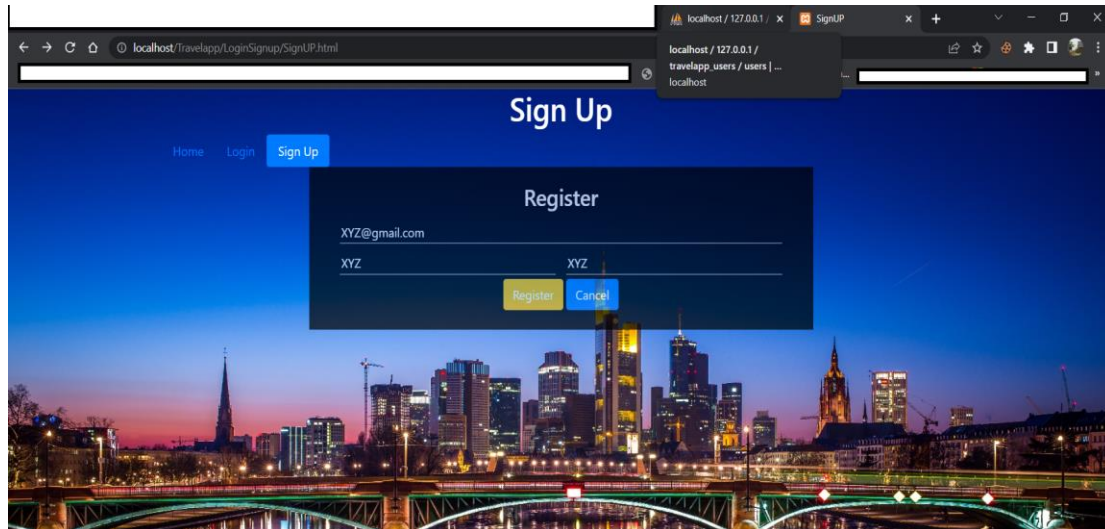 localhost / 127.0.0.1 /
SignUP
localhost/Travelapp/LoginSignup/SignUP.html
localhost / 127.0.0.1 /
travelapp_users / users | ...
localhost
Sign Up
Home Login Sign Up
Register
XYZ@gmail.com
XYZ XYZ
Register Cancel